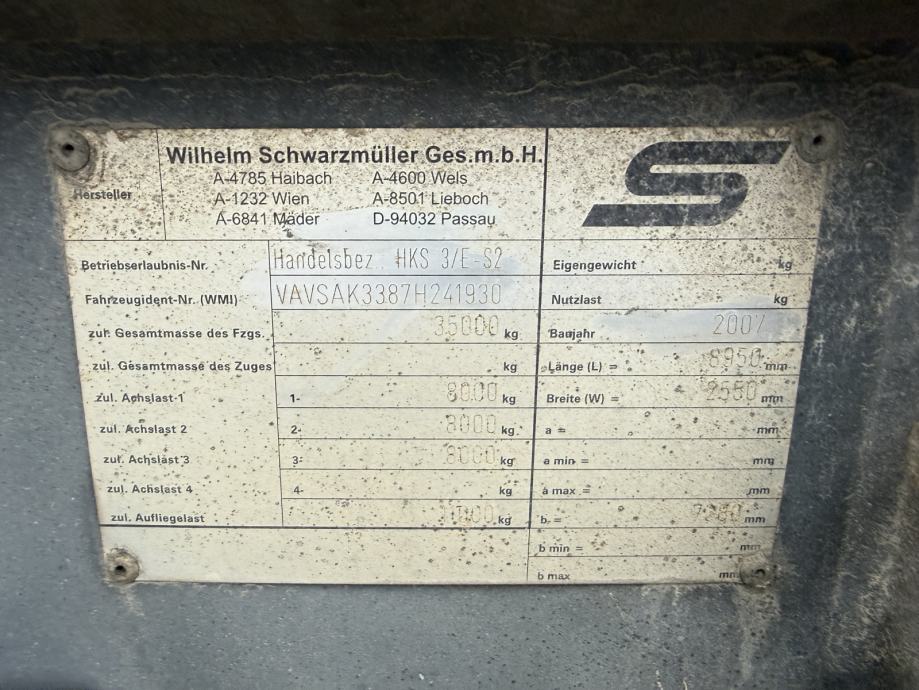 Hersteller
Wilhelm Schwarzmüller Ges.m.b.H.
A-4785 Haibach A-4600 Wels
A-1232 Wien A-8501 Lieboch
A-6841 Mäder D-94032 Passau
Betriebserlaubnis-Nr. Handelsbez. HKS 3/E-S2
Fahrzeugident-Nr. (WMI) VAVSAK3387H241930
zul. Gesamtmasse des Fzgs. 35000 kg
zul. Gesamtmasse des Zuges kg
zul. Achslast 1 1- 8000 kg
zul. Achslast 2 2- 8000 kg
zul. Achslast 3 3- 8000 kg
zul. Achslast 4 4- kg
zul. Aufliegelast kg
Eigengewicht kg
Nutzlast kg
Baujahr 2007
Länge (L) = 8950 mm
Breite (W) = 2550 mm
a = mm
a min = mm
a max = mm
b = mm
b min = mm
b max mm